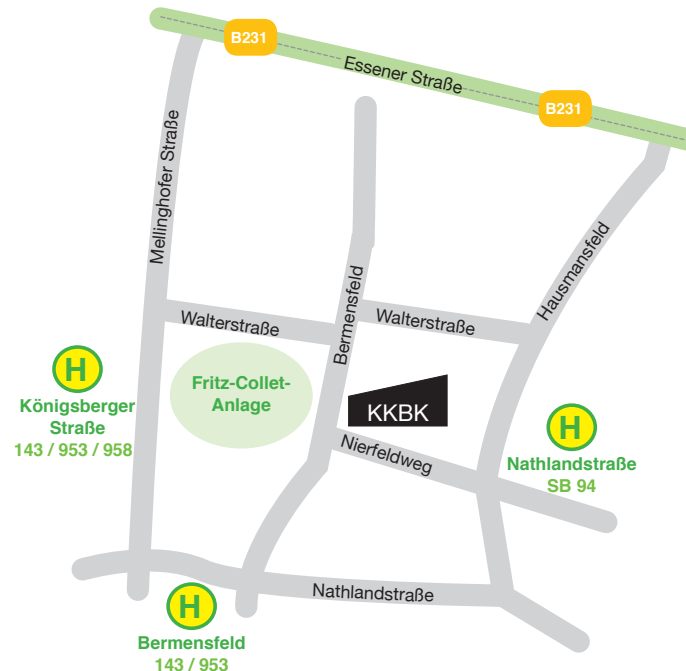 B231
Essener Straße
B231
Mellinghofer Straße
Hausmansfeld
Bermensfeld
Walterstraße
Walterstraße
H
Königsberger
Straße
143 / 953 / 958
Fritz-Collet-
Anlage
KKBK
Nierfeldweg
H
Nathlandstraße
SB 94
Nathlandstraße
H
Bermensfeld
143 / 953